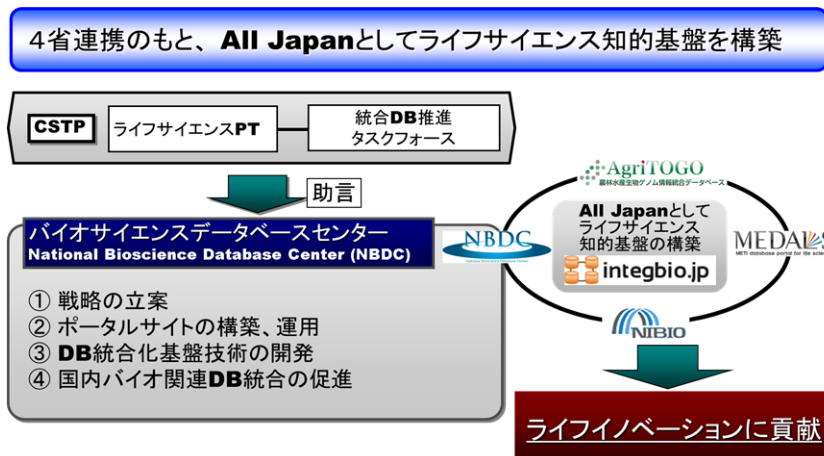 4省連携のもと、 All Japanとしてライフサイエンス知的基盤を構築
CSTP
ライフサイエンスPT
統合DB推進
タスクフォース
助言
バイオサイエンスデータベースセンター
National Bioscience Database Center (NBDC)
① 戦略の立案
② ポータルサイトの構築、運用
③ DB統合化基盤技術の開発
④ 国内バイオ関連DB統合の促進
AgriTOGO
農林水産生物ゲノム情報統合データベース
NBDC
All Japanとして
ライフサイエンス
知的基盤の構築
integbio.jp
MEDALS
METI database portal for life scien
NIBIO
ライフイノベーションに貢献